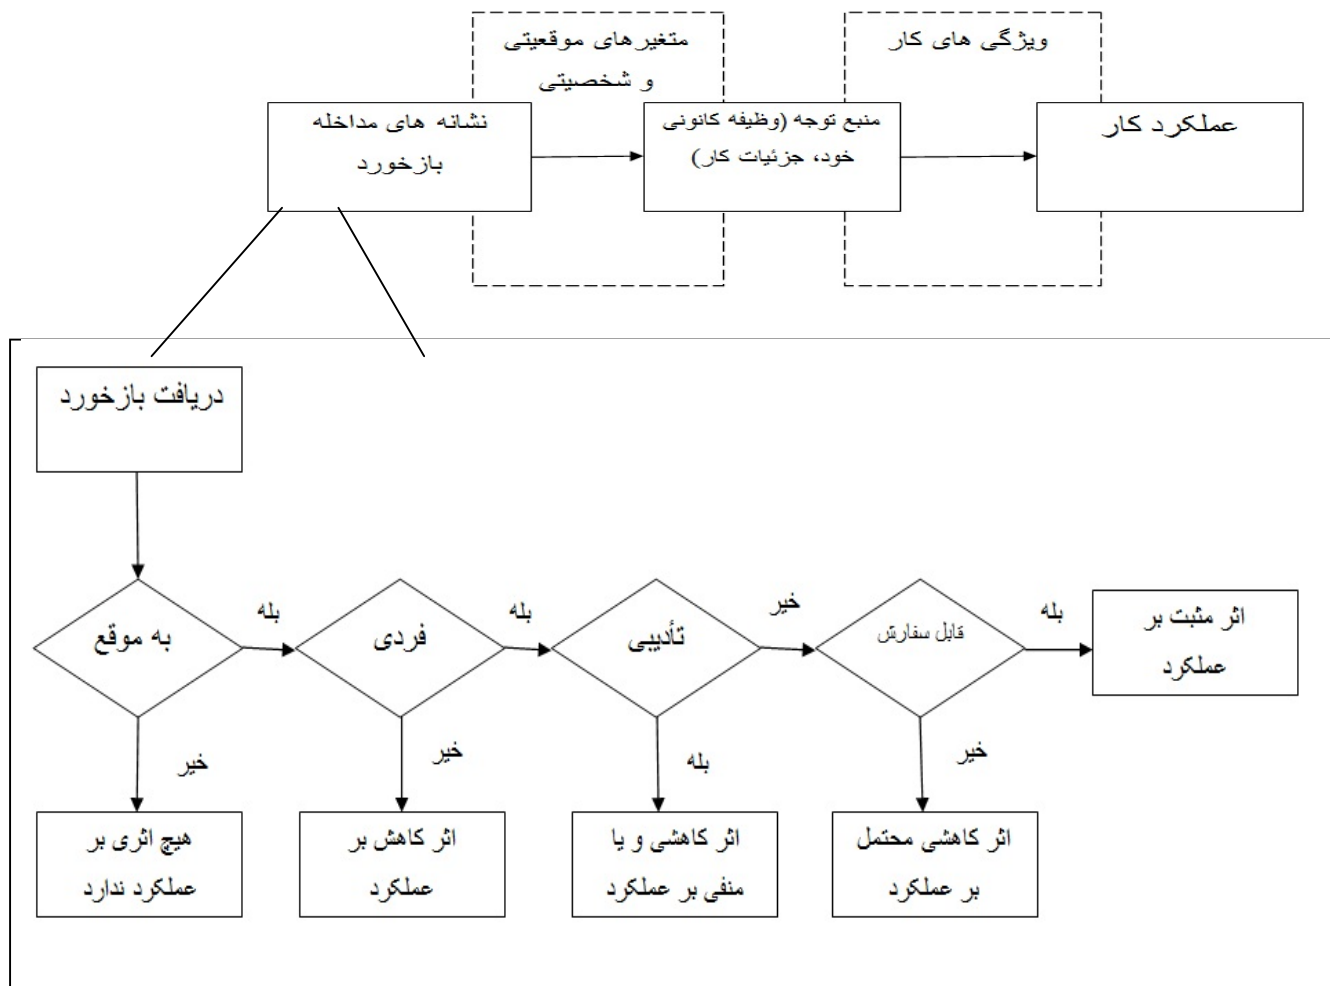 متغیرهای موقعیتی
و شخصیتی
ویژگی های کار
نشانه های مداخله
بازخورد
منبع توجه (وظیفه کانونی
خود، جزئیات کار)
عملکرد کار
دریافت بازخورد
به موقع
بله
فردی
بله
تأدیبی
خیر
قابل سفارش
بله
اثر مثبت بر
عملکرد
خیر
خیر
بله
خیر
هیچ اثری بر
عملکرد ندارد
اثر کاهش بر
عملکرد
اثر کاهشی و یا
منفی بر عملکرد
اثر کاهشی محتمل
بر عملکرد